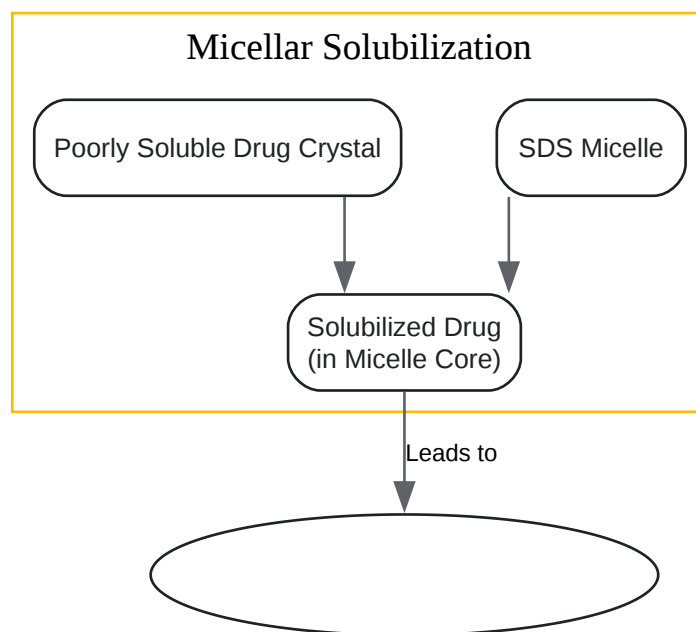 Micellar Solubilization
Poorly Soluble Drug Crystal
SDS Micelle
Solubilized Drug
(in Micelle Core)
Leads to